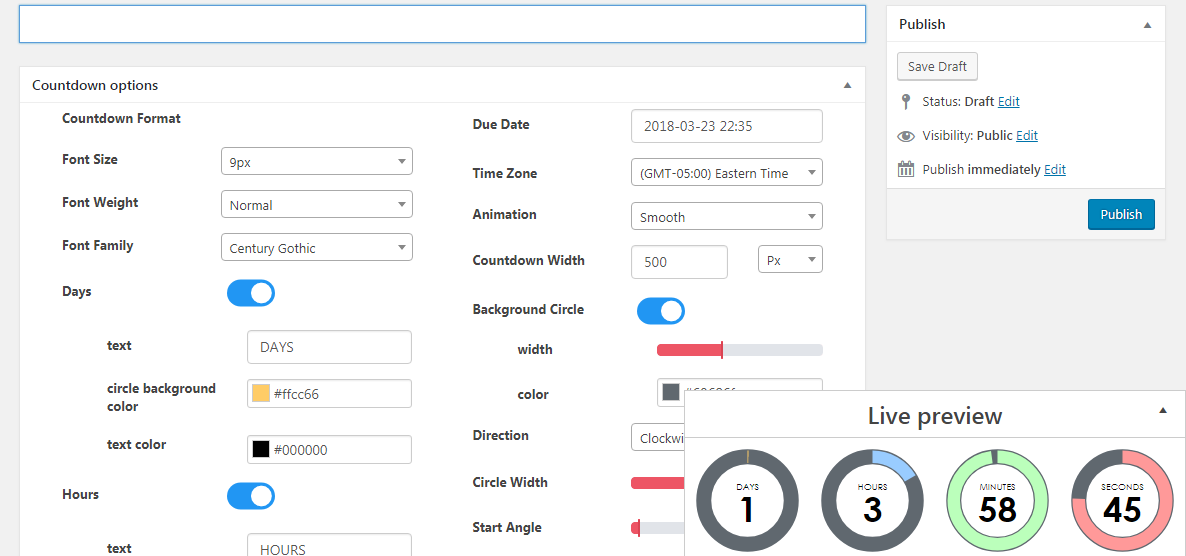 Countdown options
Countdown Format
Font Size
9px
Font Weight
Normal
Font Family
Century Gothic
Days
text
DAYS
circle background color
#ffcc66
text color
#000000
Hours
text
HOURS
Due Date
2018-03-23 22:35
Time Zone
(GMT-05:00) Eastern Time
Animation
Smooth
Countdown Width
500
Px
Background Circle
width
color
Direction
Clockwi
Circle Width
Start Angle
Publish
Save Draft
Status: Draft Edit
Visibility: Public Edit
Publish immediately Edit
Publish
Live preview
DAYS
1
HOURS
3
MINUTES
58
SECONDS
45